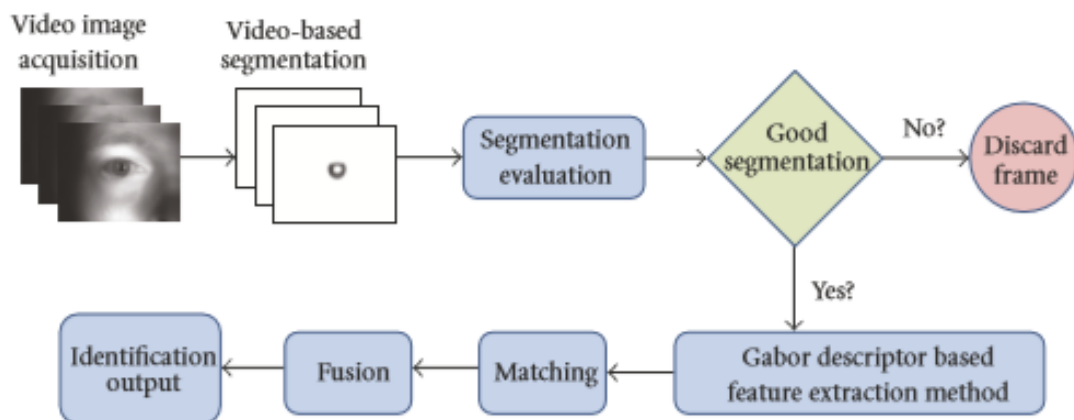 Video image
acquisition
Video-based
segmentation
Segmentation
evaluation
Good
segmentation
No?
Discard
frame
Yes?
Gabor descriptor based
feature extraction method
Matching
Fusion
Identification
output